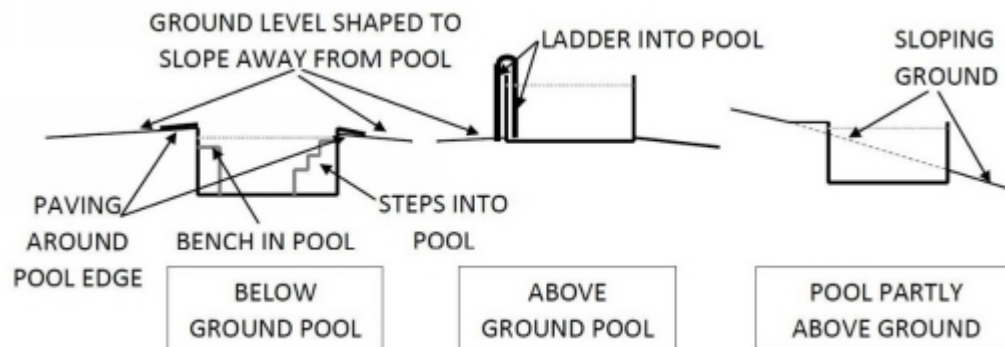 GROUND LEVEL SHAPED TO
SLOPE AWAY FROM POOL
LADDER INTO POOL
SLOPING
GROUND
PAVING
AROUND
POOL EDGE
BENCH IN POOL
STEPS INTO
POOL
BELOW
GROUND POOL
ABOVE
GROUND POOL
POOL PARTLY
ABOVE GROUND